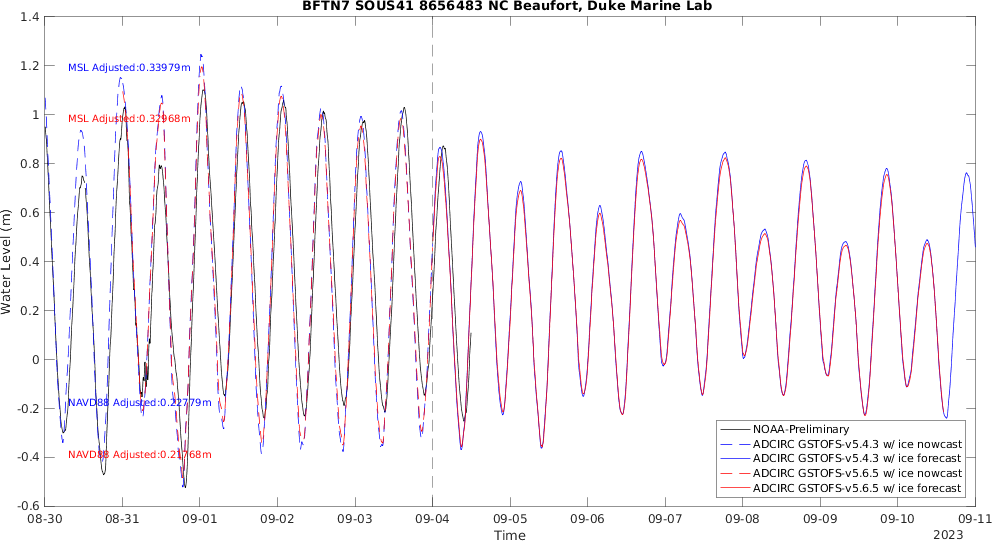 BFTN7 SOUS41 8656483 NC Beaufort, Duke Marine Lab
1.4
1.2
1
0.8
0.6
0.4
0.2
0
-0.2
-0.4
-0.6
Water Level (m)
MSL Adjusted:0.33979m
MSL Adjusted:0.32968m
NAVD88 Adjusted:0.22779m
NAVD88 Adjusted:0.21768m
NOAA-Preliminary
ADCIRC GSTOFS-v5.4.3 w/ ice nowcast
ADCIRC GSTOFS-v5.4.3 w/ ice forecast
ADCIRC GSTOFS-v5.6.5 w/ ice nowcast
ADCIRC GSTOFS-v5.6.5 w/ ice forecast
08-30 08-31 09-01 09-02 09-03 09-04 09-05 09-06 09-07 09-08 09-09 09-10 09-11
Time
2023